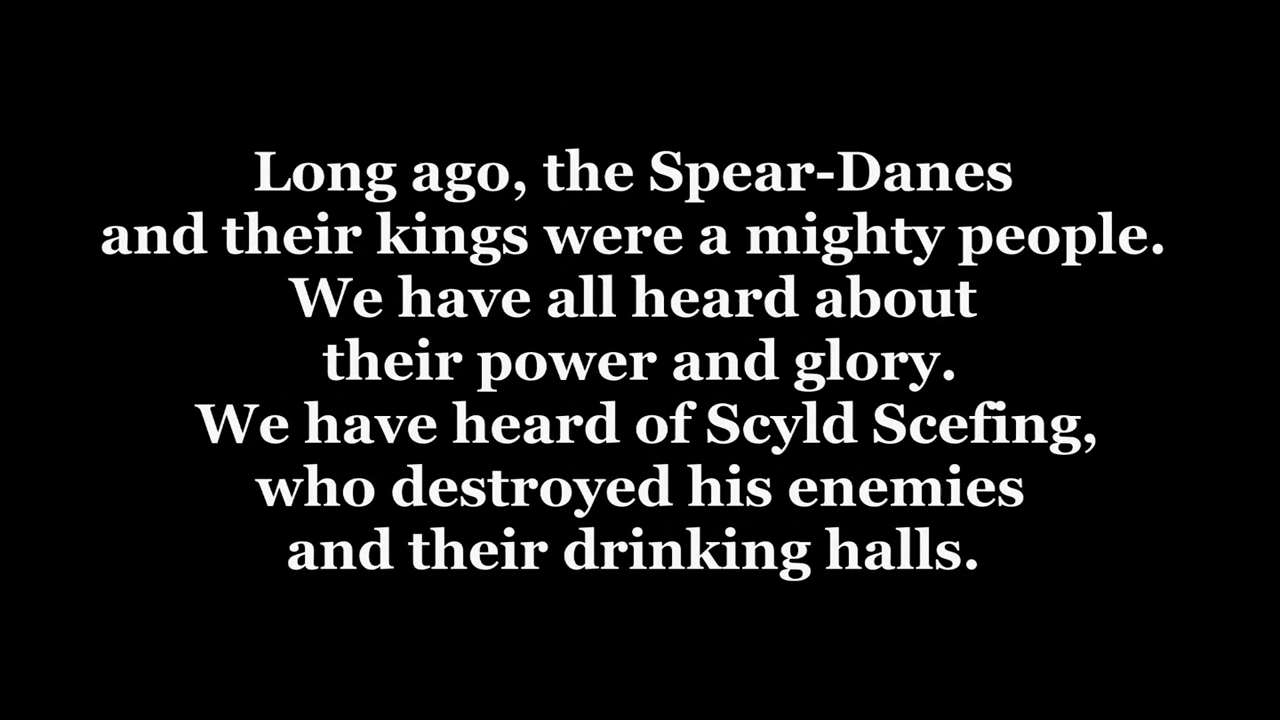 Long ago, the Spear-Danes
and their kings were a mighty people.
We have all heard about
their power and glory.
We have heard of Scyld Scefing,
who destroyed his enemies
and their drinking halls.